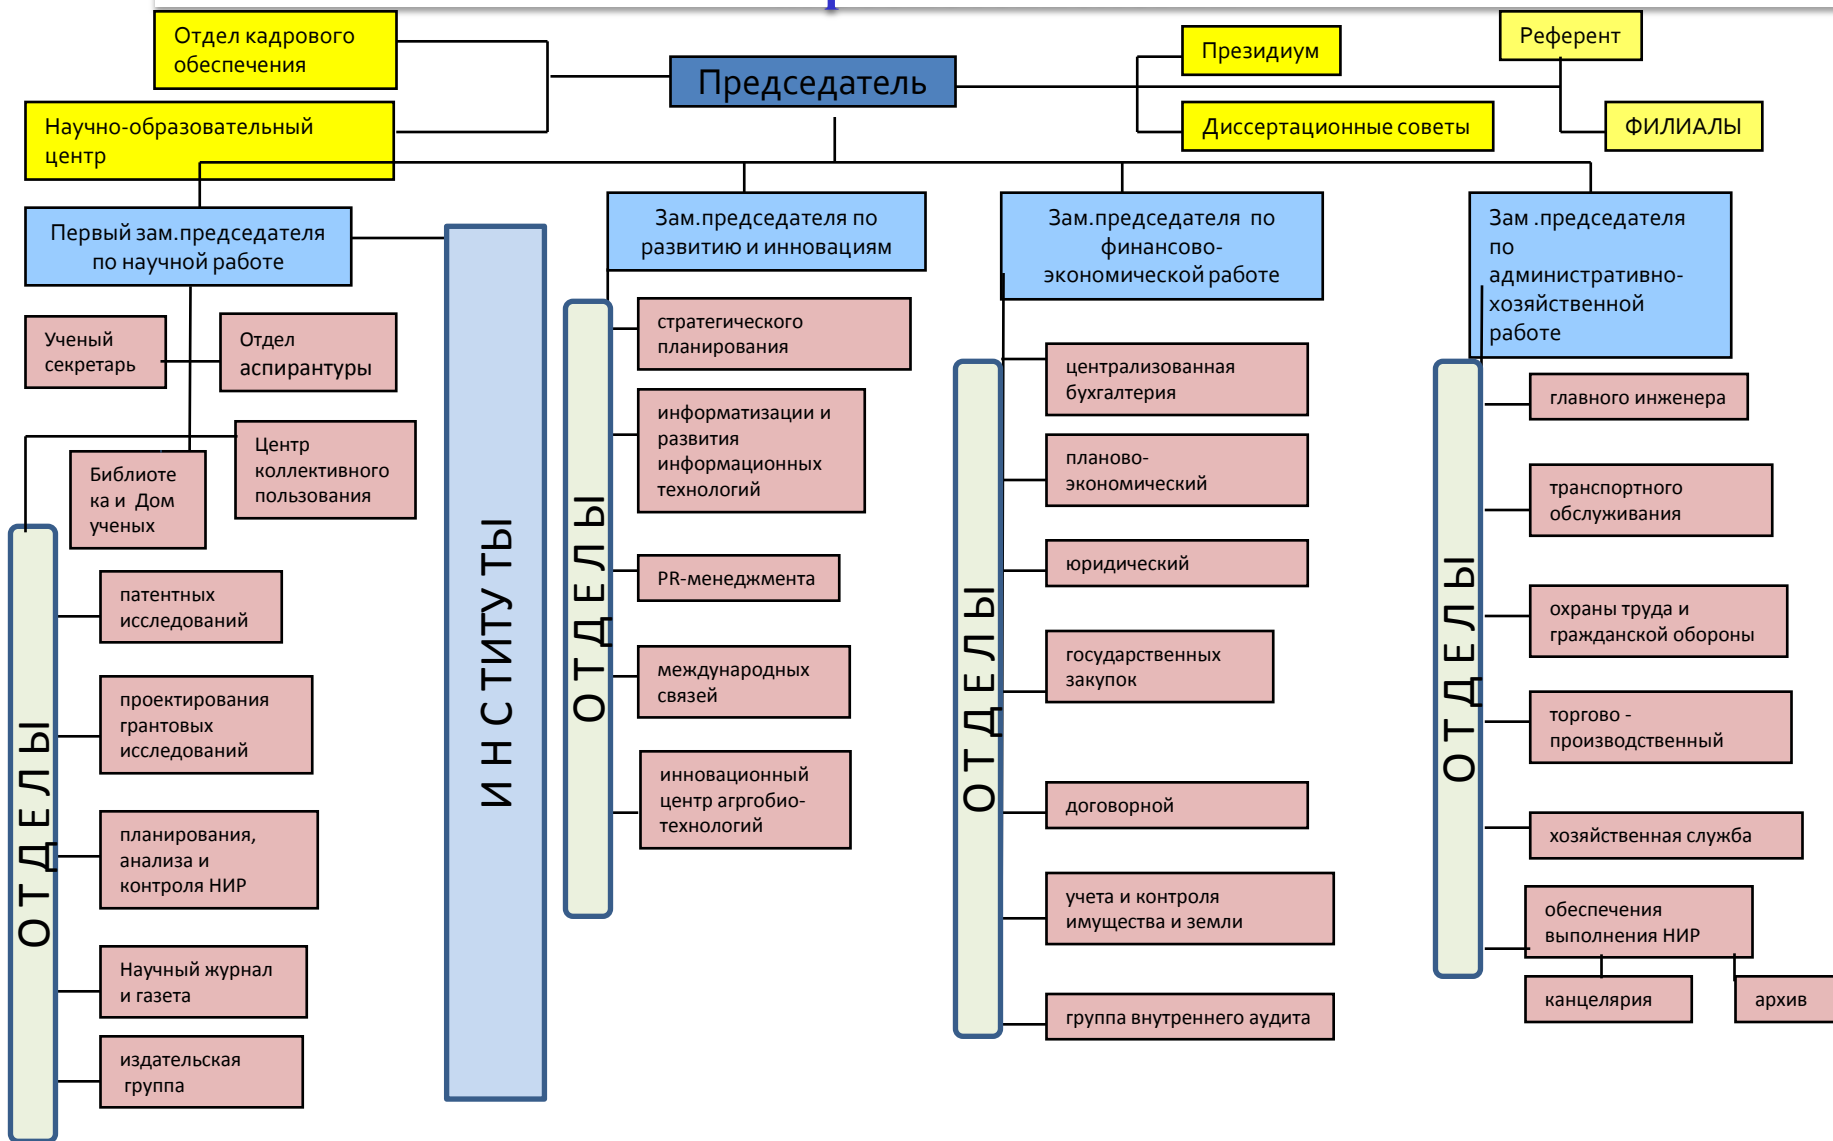 Отдел кадрового
обеспечения
Председатель
Президиум
Референт
Научно-образовательный
центр
Диссертационные советы
ФИЛИАЛЫ
Первый зам.председателя
по научной работе
Зам.председателя по
развитию и инновациям
Зам.председателя по
финансово-
экономической работе
Зам .председателя
по
административно-
хозяйственной
работе
Ученый
секретарь
Отдел
аспирантуры
Библиоте
ка и Дом
ученых
Центр
коллективного
пользования
ОТДЕЛЫ
патентных
исследований
проектирования
грантовых
исследований
планирования,
анализа и
контроля НИР
Научный журнал
и газета
издательская
группа
ИНСТИТУТЫ
ОТДЕЛЫ
стратегического
планирования
информатизации и
развития
информационных
технологий
PR-менеджмента
международных
связей
инновационный
центр агргобио-
технологий
ОТДЕЛЫ
централизованная
бухгалтерия
планово-
экономический
юридический
государственных
закупок
договорной
учета и контроля
имущества и земли
группа внутреннего аудита
ОТДЕЛЫ
главного инженера
транспортного
обслуживания
охраны труда и
гражданской обороны
торгово -
производственный
хозяйственная служба
обеспечения
выполнения НИР
канцелярия
архив